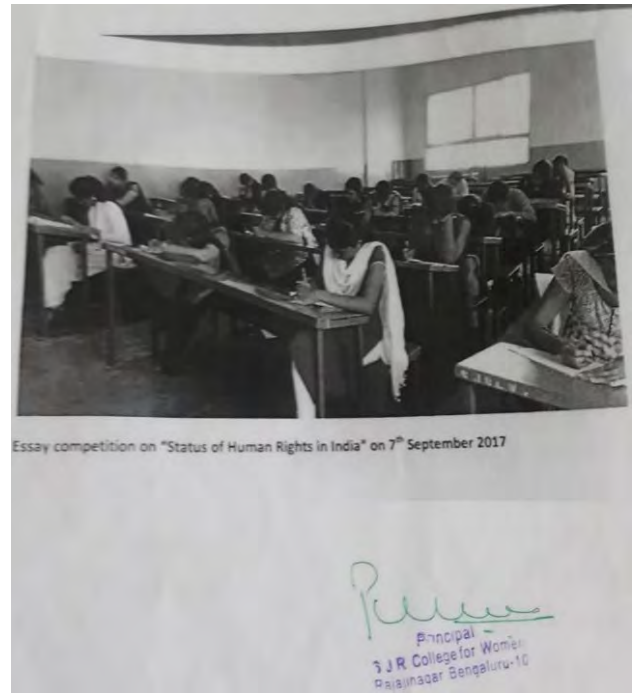 Essay competition on "Status of Human Rights in India" on 7th September 2017
Principal
S J R College for Women
Rajajinagar Bengaluru-10